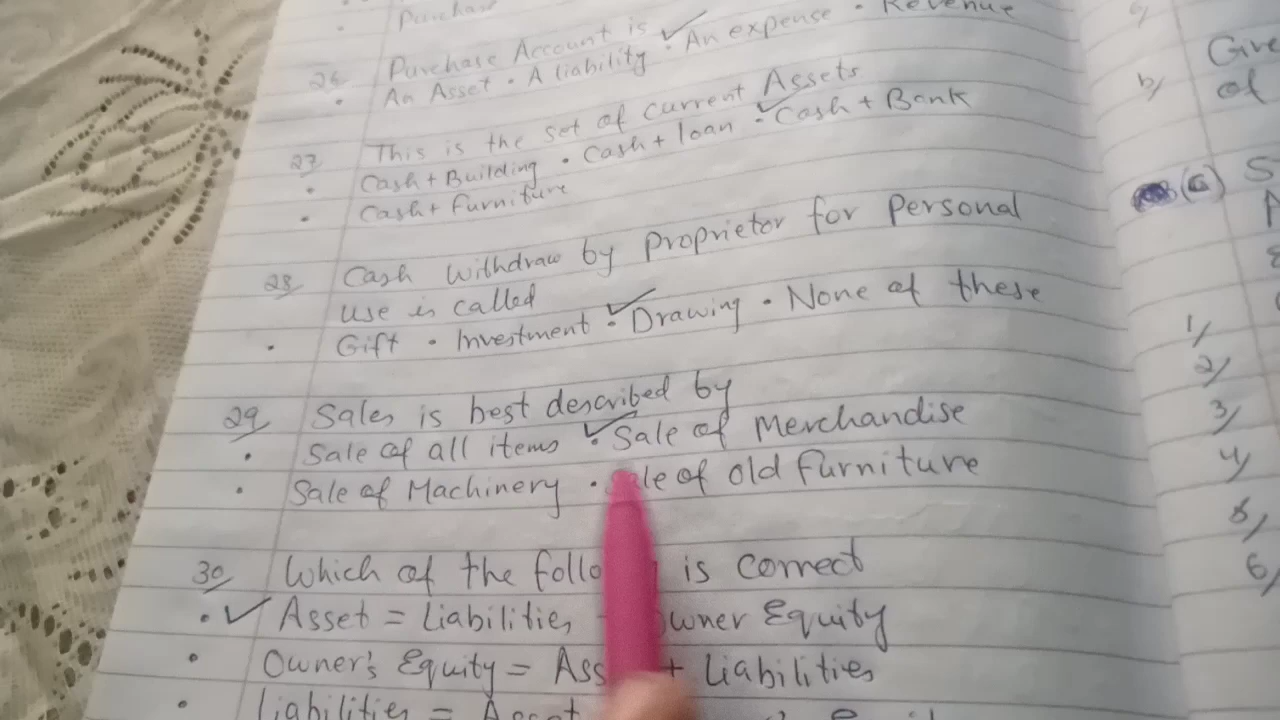 Purchase
26 Purchase Account is
• An Asset • A liability • An expense • Revenue
27 This is the set of current Assets
• Cash + Building • Cash + loan • Cash + Bank
• Cash + Furniture
28 Cash withdraw by Proprietor for Personal
use is called
• Gift • Investment • Drawing • None of these
29/ Sales is best described by
• Sale of all items • Sale of Merchandise
• Sale of Machinery • Sale of old Furniture
30/ Which of the is correct
• Asset = Liabilities Owner Equity
• Owner's Equity = + Liabilities
• Liabilities =
Give
b/ of
(c) S
1/
2/
3/
4/
5/
6/